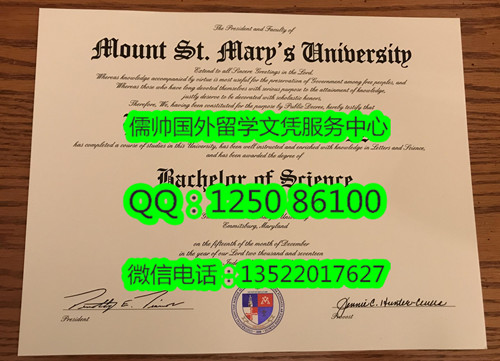 The President and Faculty of
Mount St. Mary's University
Extend to all Sincere Greetings in the Lord.
Whereas knowledge accompanied by virtue is most useful for the preservation of Government among free peoples, and
Whereas those who have long devoted themselves with serious purpose to the attainment of knowledge,
justly deserve to be decorated with scholastic honors,
Therefore, We, having been constituted for the purpose by Public Decree, hereby testify that
儒帅国外留学文凭服务中心
has completed a course of studies in this University, has been well instructed and enriched with knowledge in Letters and Science,
and has been awarded the degree of
Bachelor of Science
QQ：1250 86100
Emmitsburg, Maryland
on the fifteenth of the month of December
in the year of our Lord two thousand and seventeen
微信电话：13522017627
President
Provost